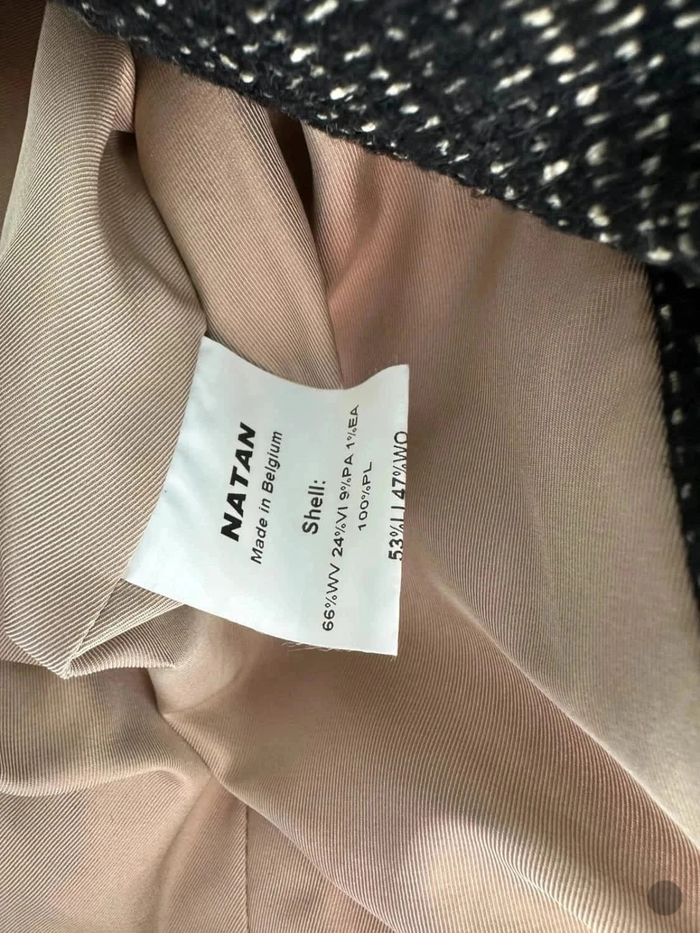 NATAN
Made in Belgium
Shell:
66%WV 24%VI 9%PA 1%EA
100%PL
53%LI 47%WO